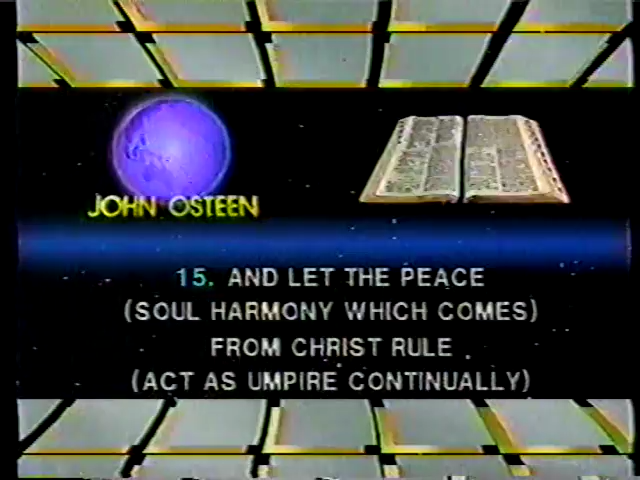 JOHN OSTEEN
15. AND LET THE PEACE
(SOUL HARMONY WHICH COMES)
FROM CHRIST RULE
(ACT AS UMPIRE CONTINUALLY)